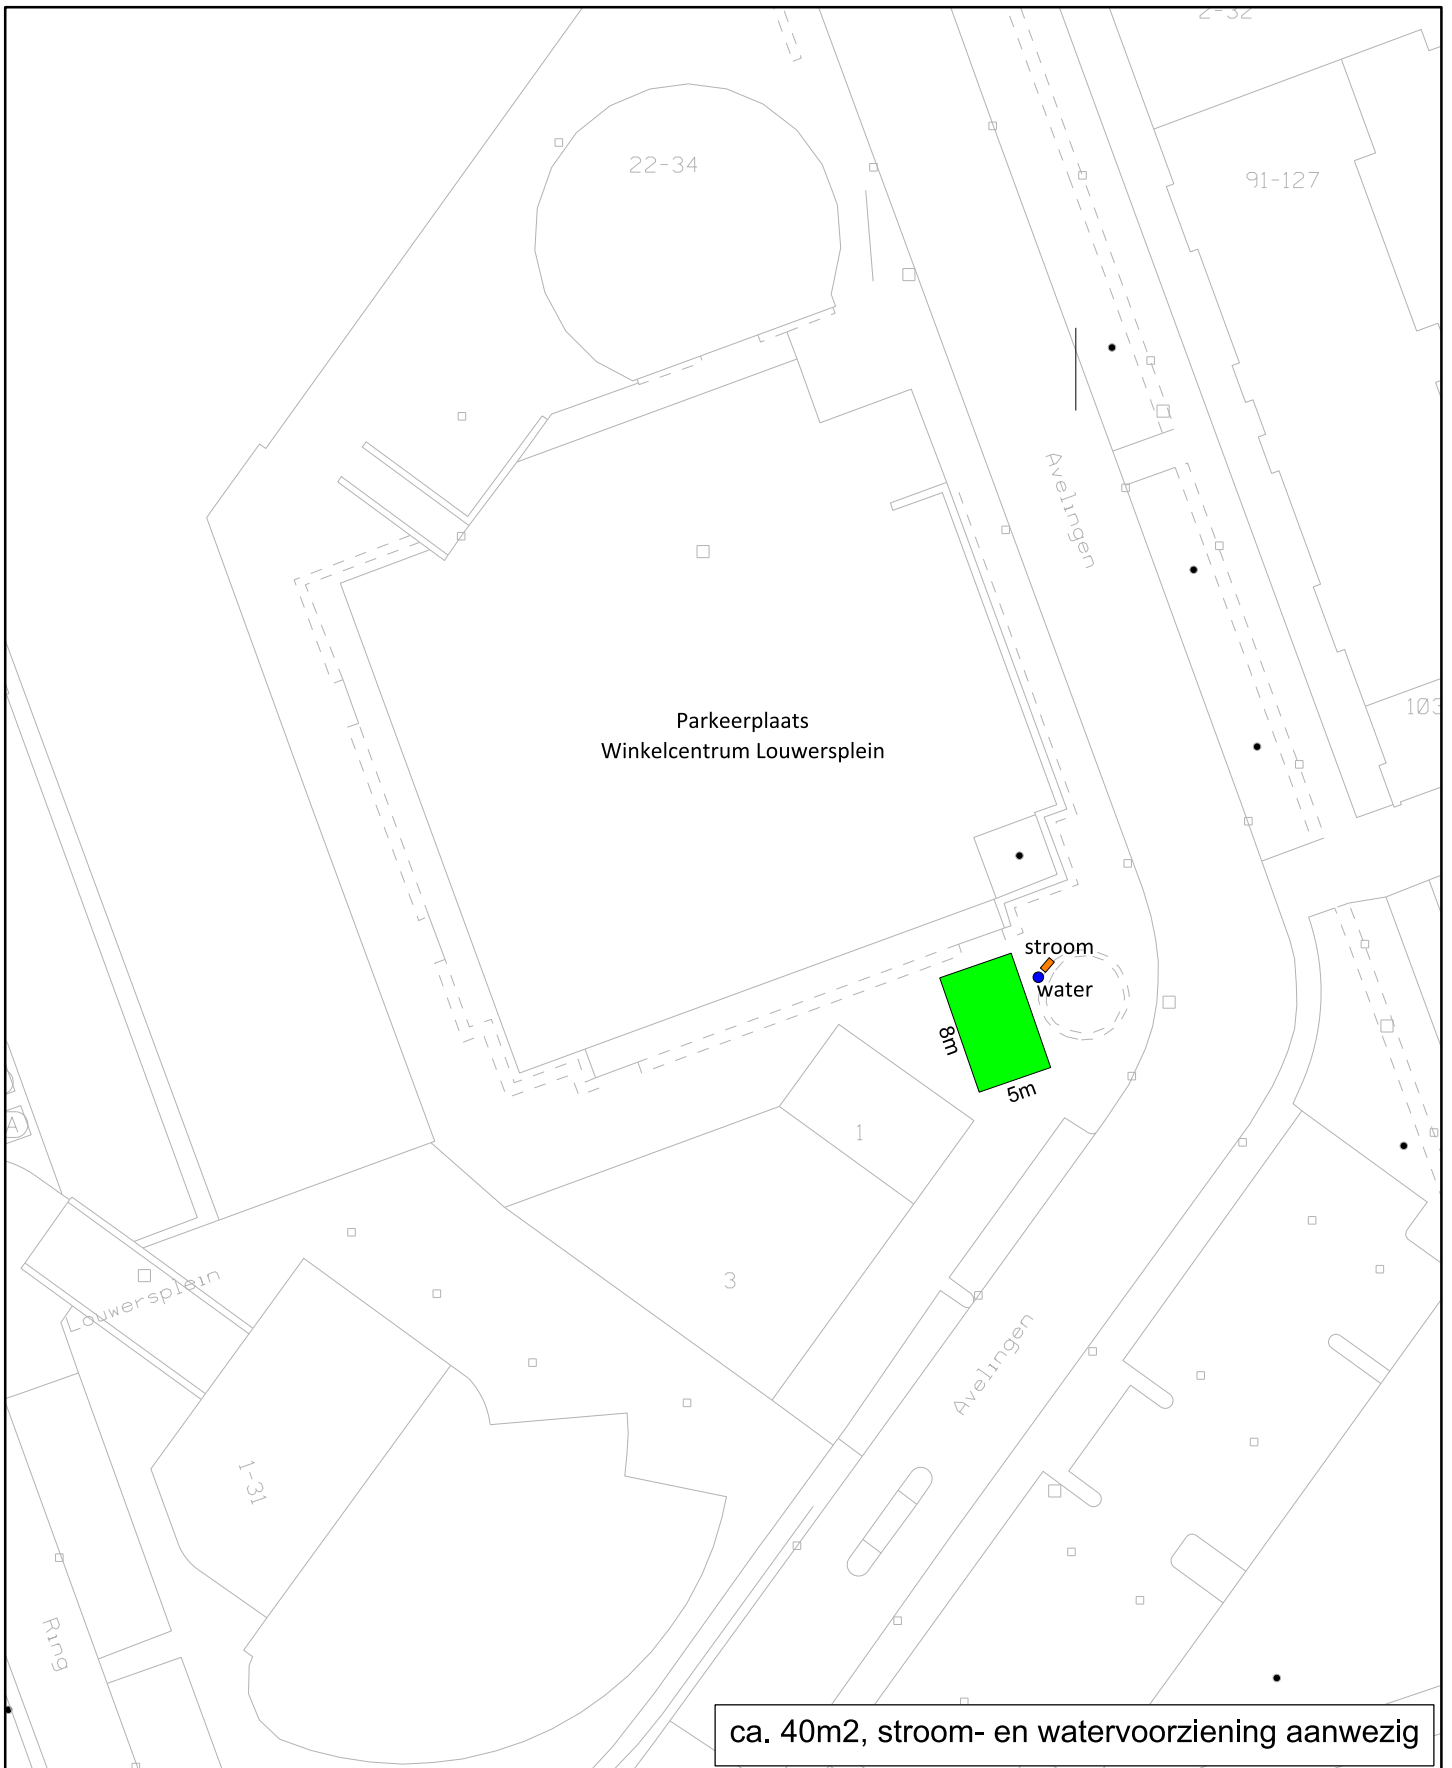 2-32
22-34
91-127
Avelingen
103
Parkeerplaats
Winkelcentrum Louwersplein
stroom
water
8m
5m
1
A
3
Louwersplein
Avelingen
1-31
Ring
ca. 40m2, stroom- en watervoorziening aanwezig